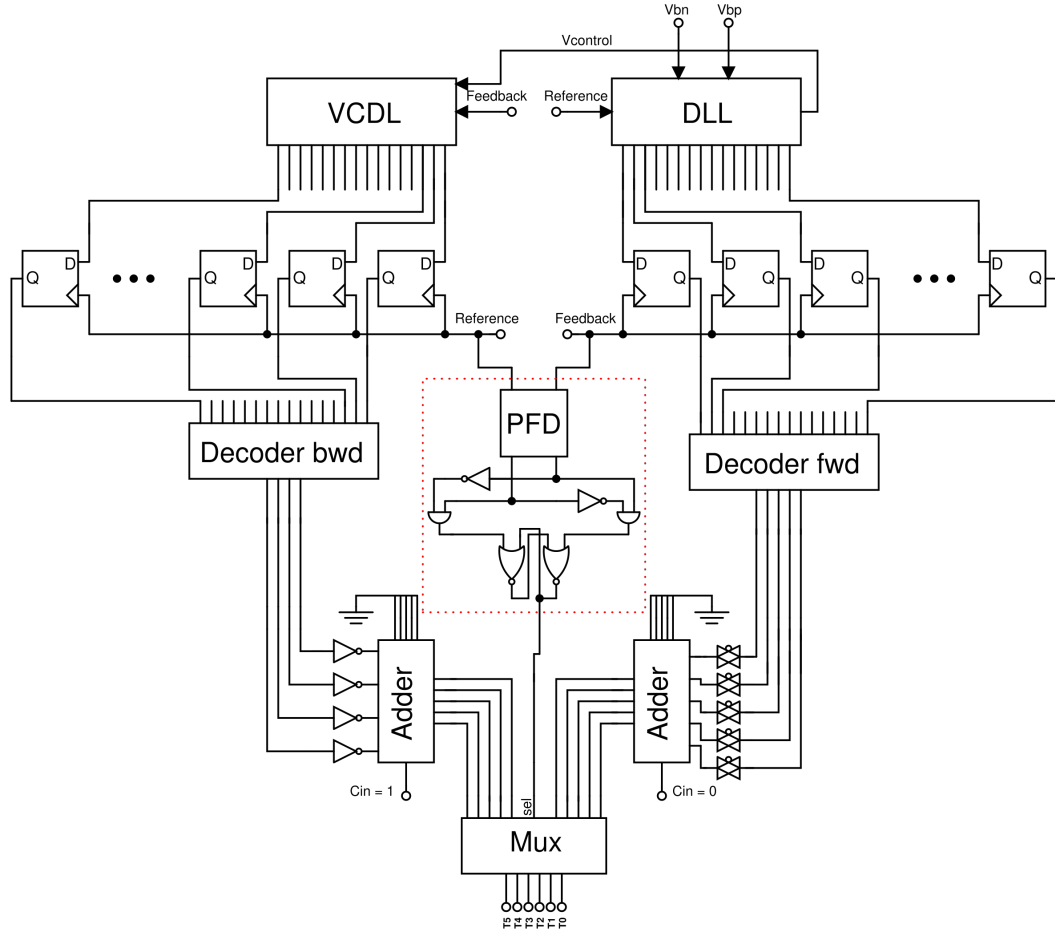 Vbn Vbp
Vcontrol
Feedback Reference
VCDL DLL
Q D Q D Q D Q D D Q D Q D Q D Q
Reference Feedback
PFD
Decoder bwd Decoder fwd
Adder Adder
Cin = 1 Cin = 0
sel
Mux
T5 T4 T3 T2 T1 T0